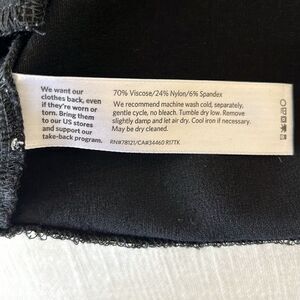 We want our
clothes back, even
if they're worn or
torn. Bring them
to our US stores
and support our
take-back program.
70% Viscose/24% Nylon/6% Spandex
We recommend machine wash cold, separately,
gentle cycle, no bleach. Tumble dry low. Remove
slightly damp and let air dry. Cool iron if necessary.
May be dry cleaned.
RN#78121/CA#34460 R1TTK